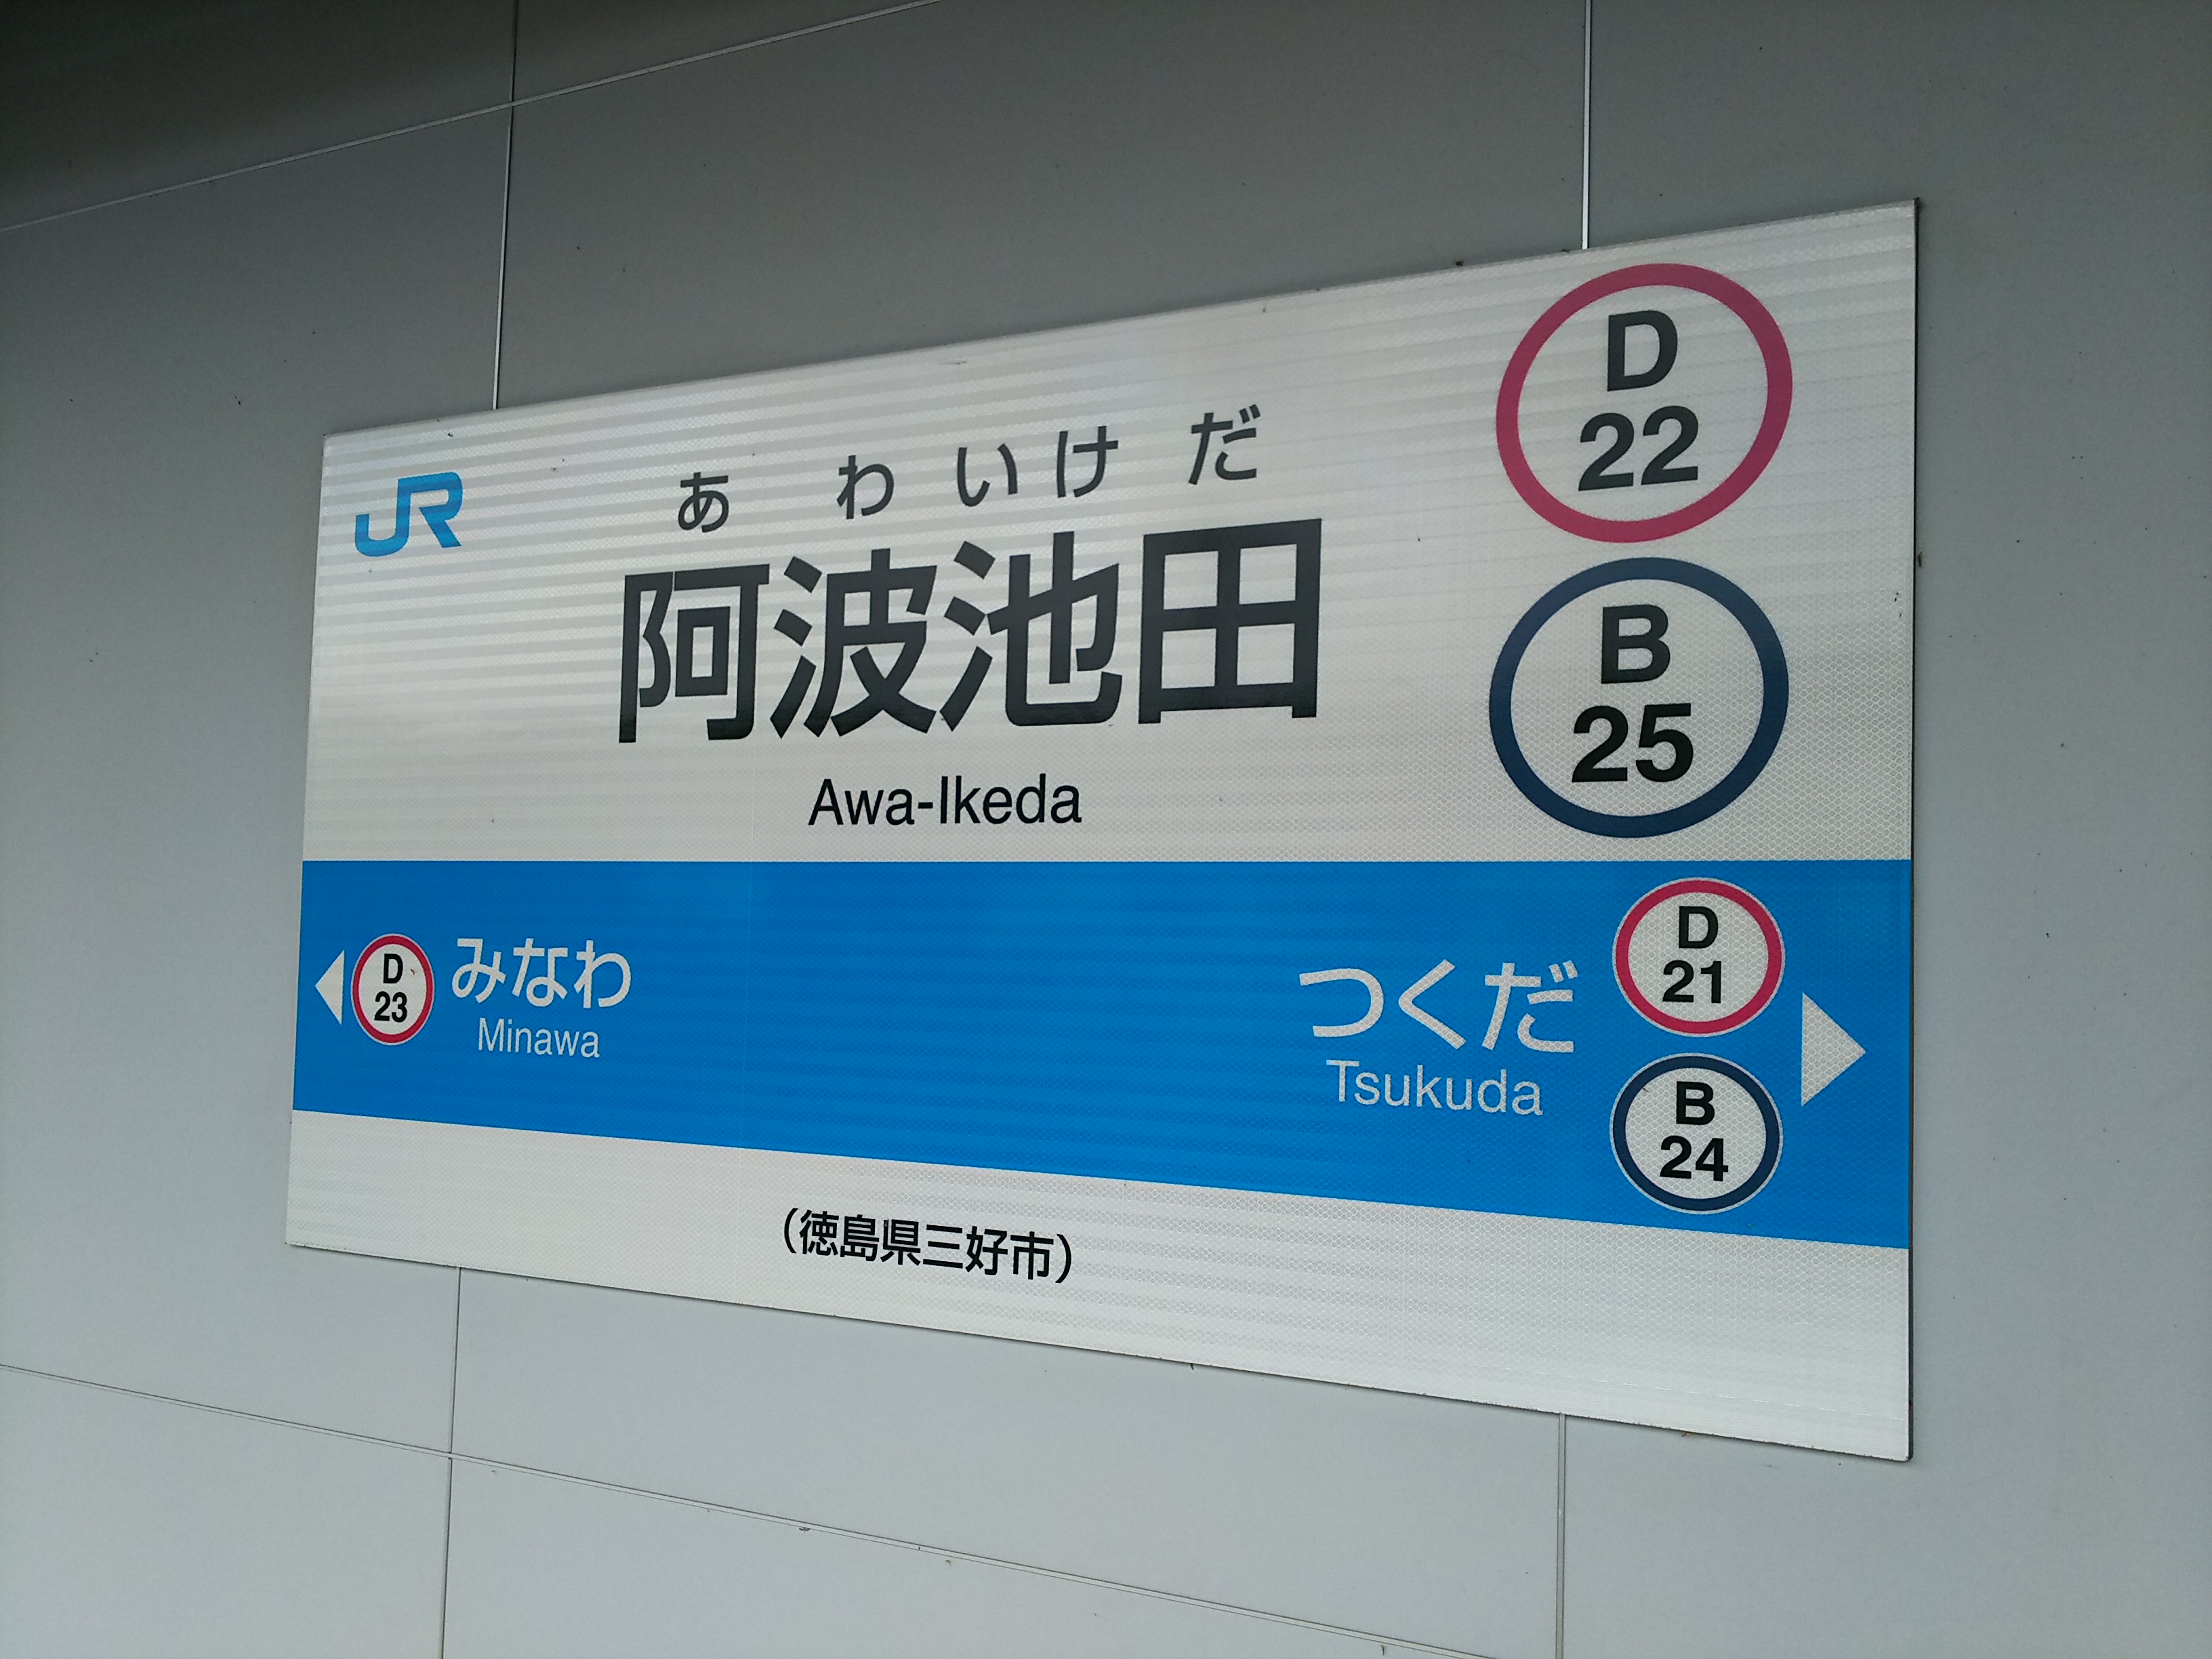 JR
あわいけだ
阿波池田
Awa-Ikeda
D
22
B
25
D
23
みなわ
Minawa
つくだ
Tsukuda
D
21
B
24
(徳島県三好市)